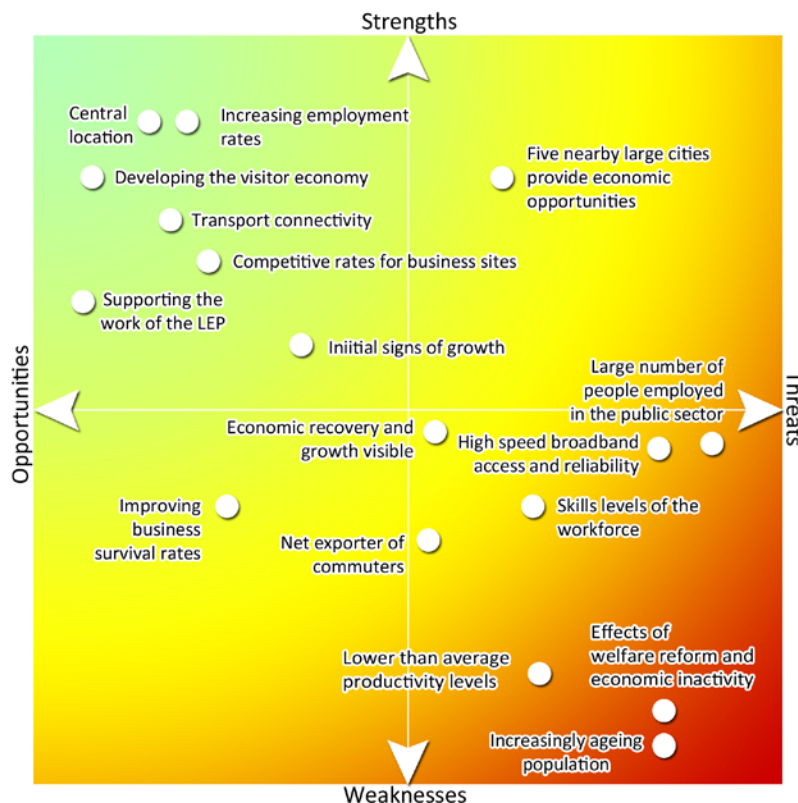 Strengths
Central
location
Increasing employment
rates
Five nearby large cities
provide economic
opportunities
Developing the visitor economy
Transport connectivity
Competitive rates for business sites
Supporting the
work of the LEP
Iniitial signs of growth
Opportunities
Threats
Large number of
people employed
in the public sector
Economic recovery and
growth visible
High speed broadband
access and reliability
Improving
business
survival rates
Skills levels of the
workforce
Net exporter of
commuters
Effects of
welfare reform and
economic inactivity
Lower than average
productivity levels
Increasingly ageing
population
Weaknesses